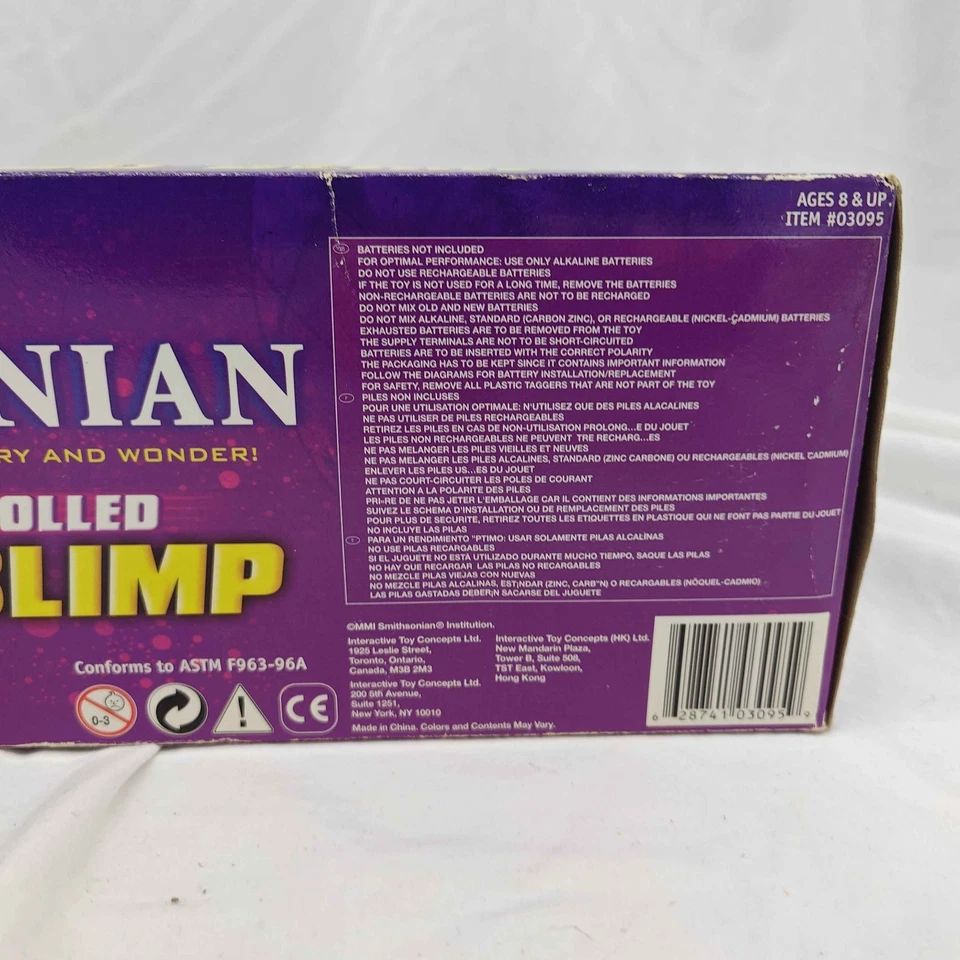 AGES 8 & UP
ITEM #03095
BATTERIES NOT INCLUDED
FOR OPTIMAL PERFORMANCE: USE ONLY ALKALINE BATTERIES
DO NOT USE RECHARGEABLE BATTERIES
IF THE TOY IS NOT USED FOR A LONG TIME, REMOVE THE BATTERIES
NON-RECHARGEABLE BATTERIES ARE NOT TO BE RECHARGED
DO NOT MIX OLD AND NEW BATTERIES
DO NOT MIX ALKALINE, STANDARD (CARBON ZINC), OR RECHARGEABLE (NICKEL-CADMIUM) BATTERIES
EXHAUSTED BATTERIES ARE TO BE REMOVED FROM THE TOY
THE SUPPLY TERMINALS ARE NOT TO BE SHORT-CIRCUITED
BATTERIES ARE TO BE INSERTED WITH THE CORRECT POLARITY
THE PACKAGING HAS TO BE KEPT SINCE IT CONTAINS IMPORTANT INFORMATION
FOLLOW THE DIAGRAMS FOR BATTERY INSTALLATION/REPLACEMENT
FOR SAFETY, REMOVE ALL PLASTIC TAGGERS THAT ARE NOT PART OF THE TOY
PILES NON INCLUSES
POUR UNE UTILISATION OPTIMALE: N'UTILISEZ QUE DES PILES ALACALINES
NE PAS UTILISER DE PILES RECHARGEABLES
RETIREZ LES PILES EN CAS DE NON-UTILISATION PROLONG...E DU JOUET
LES PILES NON RECHARGEABLES NE PEUVENT TRE RECHARG...ES
NE PAS MELANGER LES PILES VIEILLES ET NEUVES
NE PAS MELANGER LES PILES ALCALINES, STANDARD (ZINC CARBONE) OU RECHARGEABLES (NICKEL CADMIUM)
ENLEVER LES PILES US...ES DU JOUET
NE PAS COURT-CIRCUITER LES POLES DE COURANT
ATTENTION A LA POLARITE DES PILES
PRI-RE DE NE PAS JETER L'EMBALLAGE CAR IL CONTIENT DES INFORMATIONS IMPORTANTES
SUIVEZ LE SCHEMA D'INSTALLATION OU DE REMPLACEMENT DES PILES
POUR PLUS DE SECURITE, RETIREZ TOUTES LES ETIQUETTES EN PLASTIQUE QUI NE FONT PAS PARTIE DU JOUET
NO INCLUYE LAS PILAS
PARA UN RENDIMIENTO "PTIMO: USAR SOLAMENTE PILAS ALCALINAS
NO USE PILAS RECARGABLES
SI EL JUGUETE NO ESTA UTILIZADO DURANTE MUCHO TIEMPO, SAQUE LAS PILAS
NO HAY QUE RECARGAR LAS PILAS NO RECARGABLES
NO MEZCLE PILAS VIEJAS CON NUEVAS
NO MEZCLE PILAS ALCALINAS, EST¡NDAR (ZINC, CARB"N) O RECARGABLES (NÖQUEL-CADMIO)
LAS PILAS GASTADAS DEBER¡N SACARSE DEL JUGUETE
NIAN
RY AND WONDER!
OLLED
BLIMP
Conforms to ASTM F963-96A
0-3
CE
©MMI Smithsonian® Institution.
Interactive Toy Concepts Ltd.
1925 Leslie Street,
Toronto, Ontario,
Canada, M3B 2M3
Interactive Toy Concepts Ltd.
200 5th Avenue,
Suite 1251,
New York, NY 10010
Interactive Toy Concepts (HK) Ltd.
New Mandarin Plaza,
Tower B, Suite 508,
TST East, Kowloon,
Hong Kong
Made in China. Colors and Contents May Vary.
6 28741 03095 9